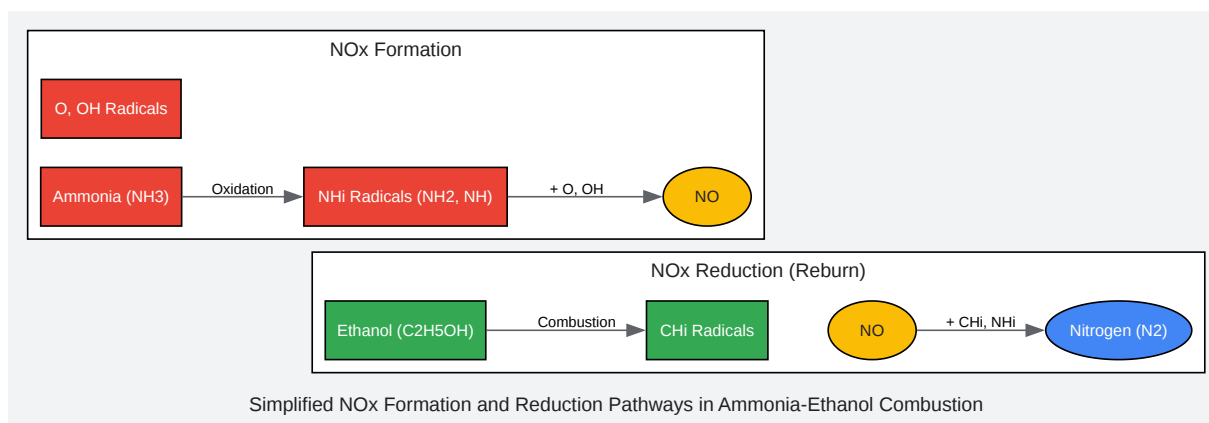 NOx Formation
O, OH Radicals
Ammonia (NH3)
Oxidation
NHi Radicals (NH2, NH)
+ O, OH
NO
NOx Reduction (Reburn)
Ethanol (C2H5OH)
Combustion
CHi Radicals
NO
+ CHi, NHi
Nitrogen (N2)
Simplified NOx Formation and Reduction Pathways in Ammonia-Ethanol Combustion